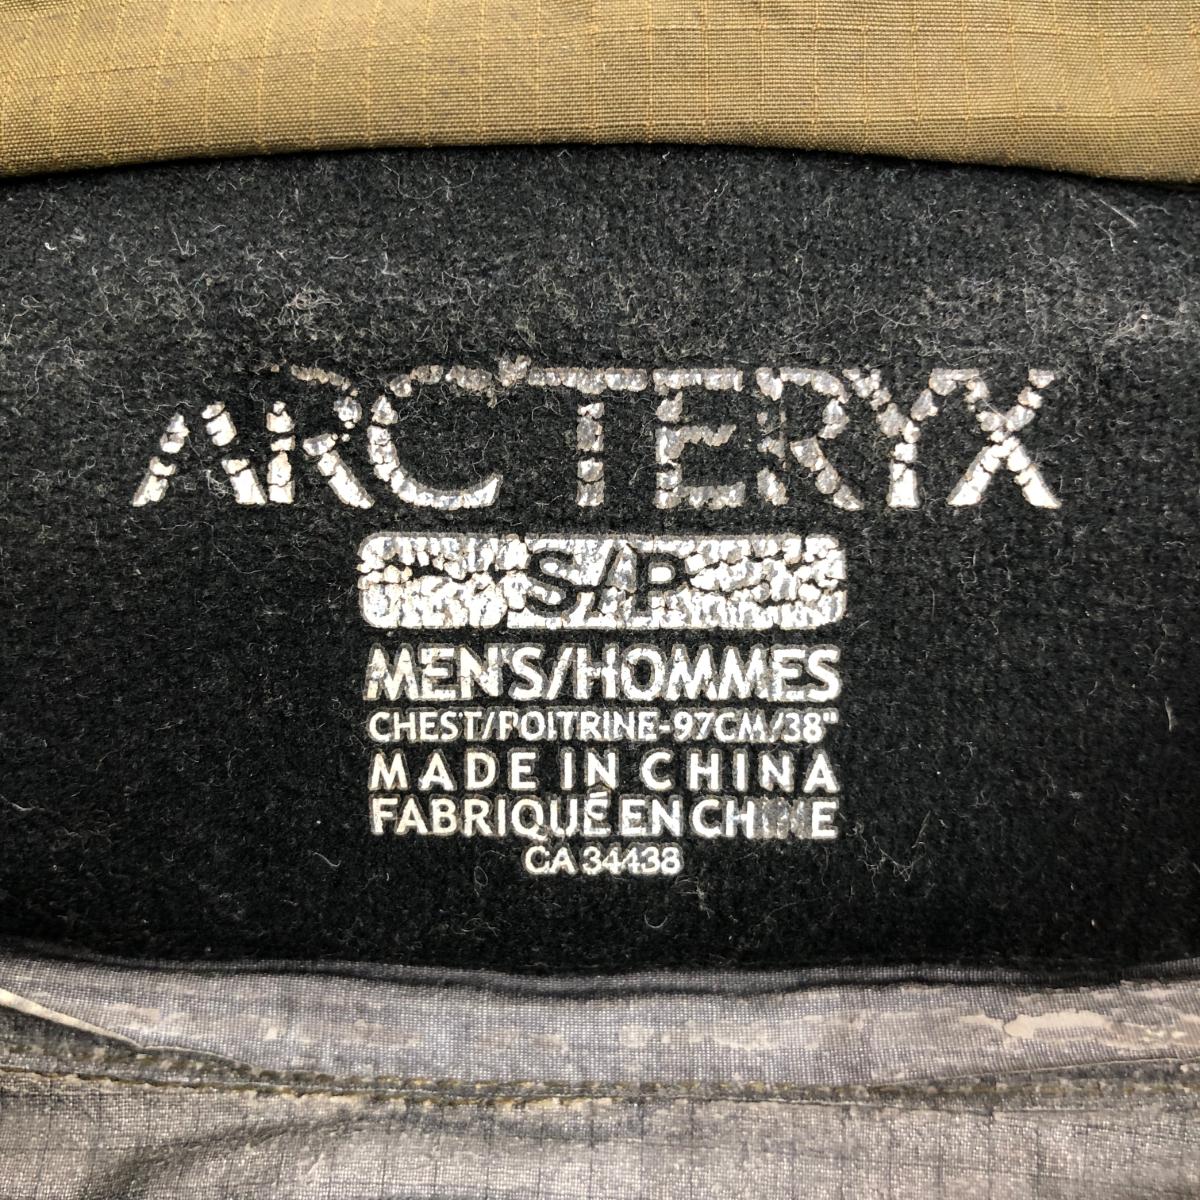 ARC'TERYX
S/P
MEN'S/HOMMES
CHEST/POITRINE-97CM/38"
MADE IN CHINA
FABRIQUÉ EN CHINE
CA 34438